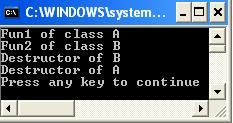 C:\WINDOWS\system...
Fun1 of class A
Fun2 of class B
Destructor of B
Destructor of A
Press any key to continue